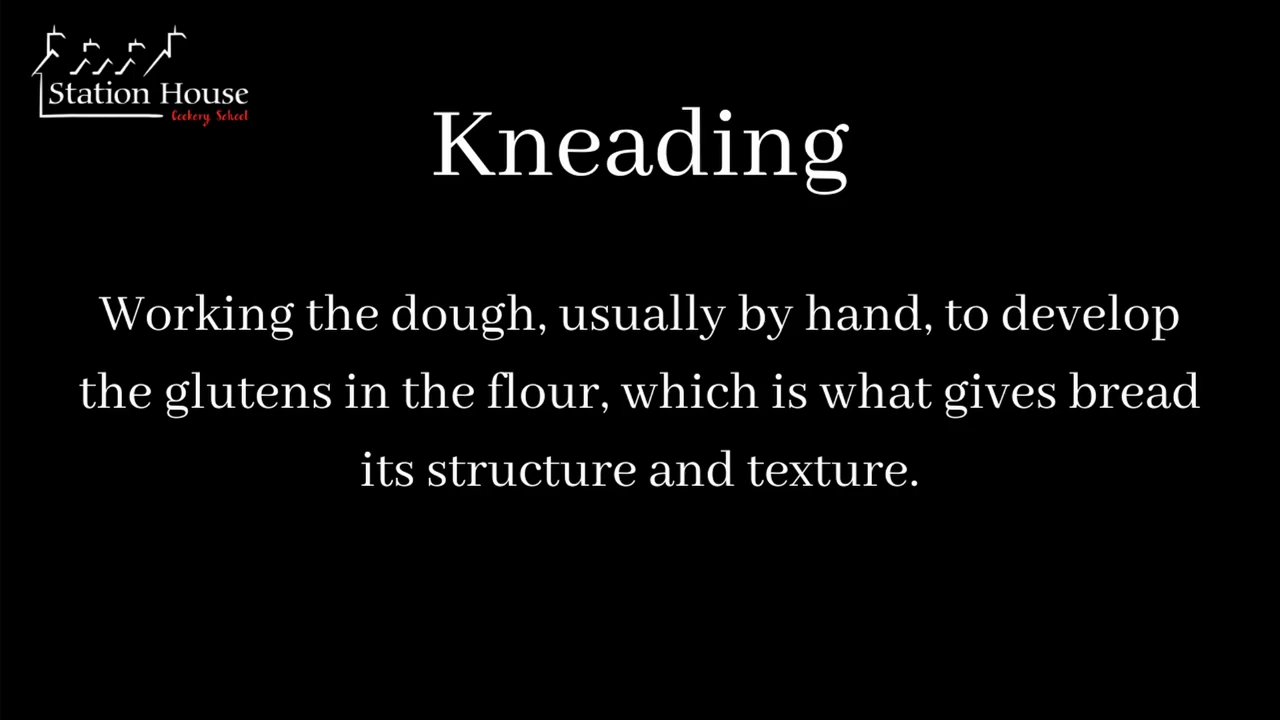 Station House
Cookery School
Kneading
Working the dough, usually by hand, to develop
the glutens in the flour, which is what gives bread
its structure and texture.